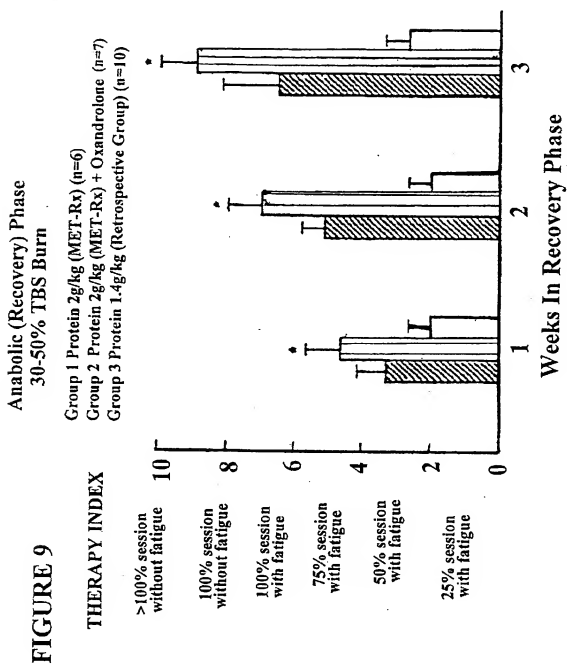 FIGURE 9
Anabolic (Recovery) Phase
30-50% TBS Burn
Group 1 Protein 2g/kg (MET-Rx) (n=6)
Group 2 Protein 2g/kg (MET-Rx) + Oxandrolone (n=7)
Group 3 Protein 1.4g/kg (Retrospective Group) (n=10)
THERAPY INDEX
>100% session
without fatigue
100% session
without fatigue
100% session
with fatigue
75% session
with fatigue
50% session
with fatigue
25% session
with fatigue
10
8
6
4
2
0
*
*
*
1
2
3
Weeks In Recovery Phase